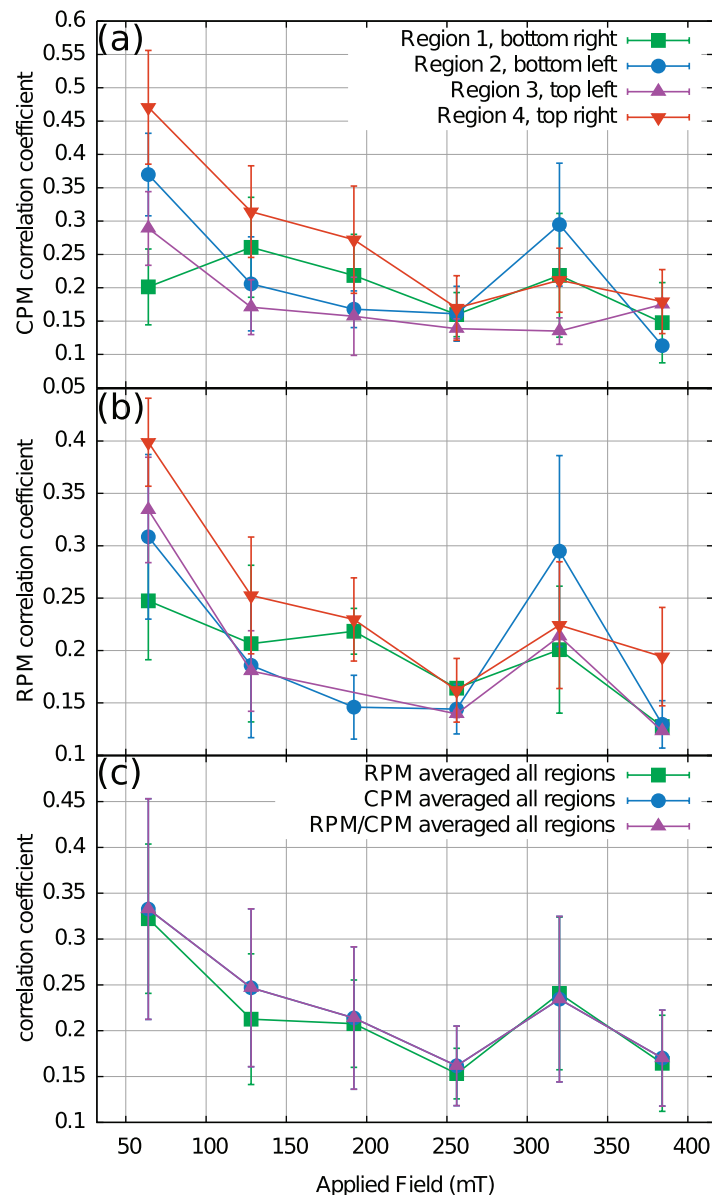 (a)
Region 1, bottom right
Region 2, bottom left
Region 3, top left
Region 4, top right
CPM correlation coefficient
0.6
0.55
0.5
0.45
0.4
0.35
0.3
0.25
0.2
0.15
0.1
0.05
(b)
RPM correlation coefficient
0.4
0.35
0.3
0.25
0.2
0.15
0.1
(c)
RPM averaged all regions
CPM averaged all regions
RPM/CPM averaged all regions
correlation coefficient
0.45
0.4
0.35
0.3
0.25
0.2
0.15
0.1
50 100 150 200 250 300 350 400
Applied Field (mT)